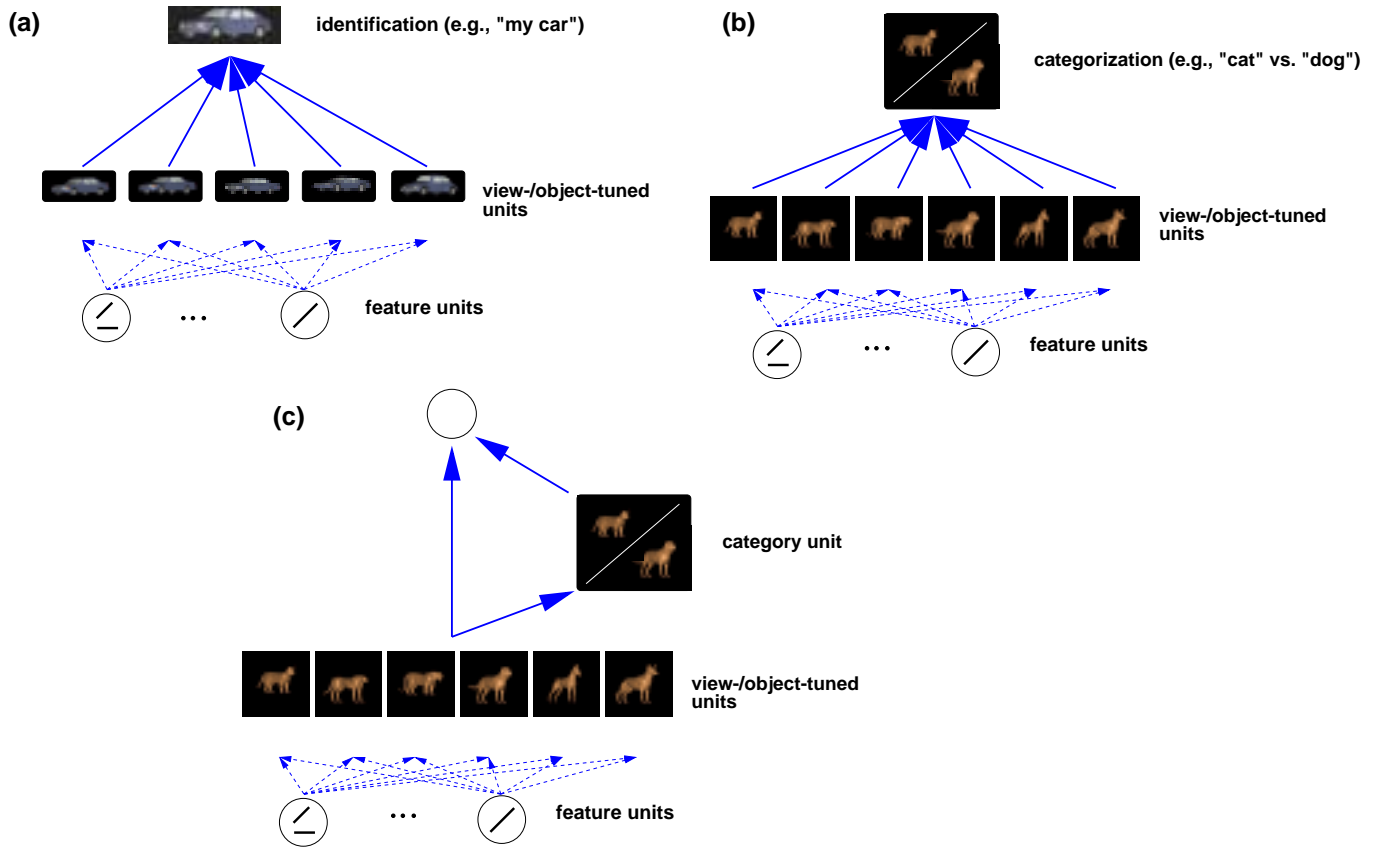 (a)
identification (e.g., "my car")
view-/object-tuned
units
...
feature units
(b)
categorization (e.g., "cat" vs. "dog")
view-/object-tuned
units
...
feature units
(c)
category unit
view-/object-tuned
units
...
feature units